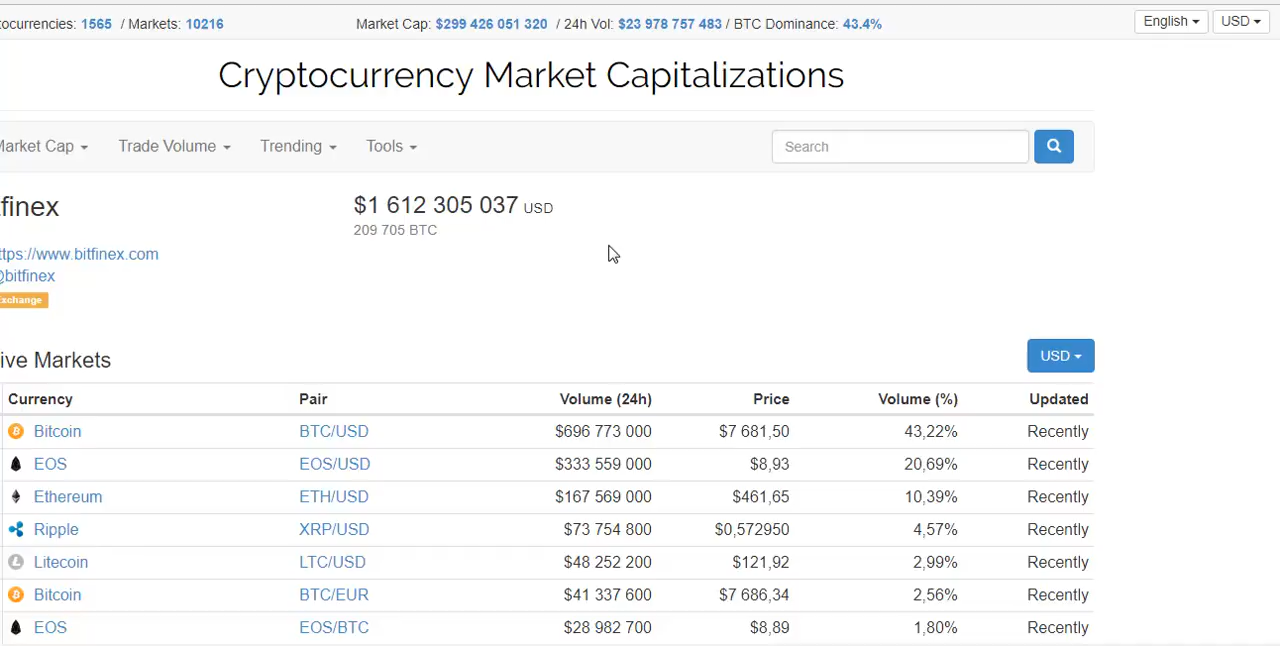 tocurrencies: 1565 / Markets: 10216 Market Cap: $299 426 051 320 / 24h Vol: $23 978 757 483 / BTC Dominance: 43.4% English USD
Cryptocurrency Market Capitalizations
Market Cap Trade Volume Trending Tools Search
finex $1 612 305 037 USD
209 705 BTC
ttps://www.bitfinex.com
@bitfinex
Exchange
ive Markets USD
Currency Pair Volume (24h) Price Volume (%) Updated
Bitcoin BTC/USD $696 773 000 $7 681,50 43,22% Recently
EOS EOS/USD $333 559 000 $8,93 20,69% Recently
Ethereum ETH/USD $167 569 000 $461,65 10,39% Recently
Ripple XRP/USD $73 754 800 $0,572950 4,57% Recently
Litecoin LTC/USD $48 252 200 $121,92 2,99% Recently
Bitcoin BTC/EUR $41 337 600 $7 686,34 2,56% Recently
EOS EOS/BTC $28 982 700 $8,89 1,80% Recently